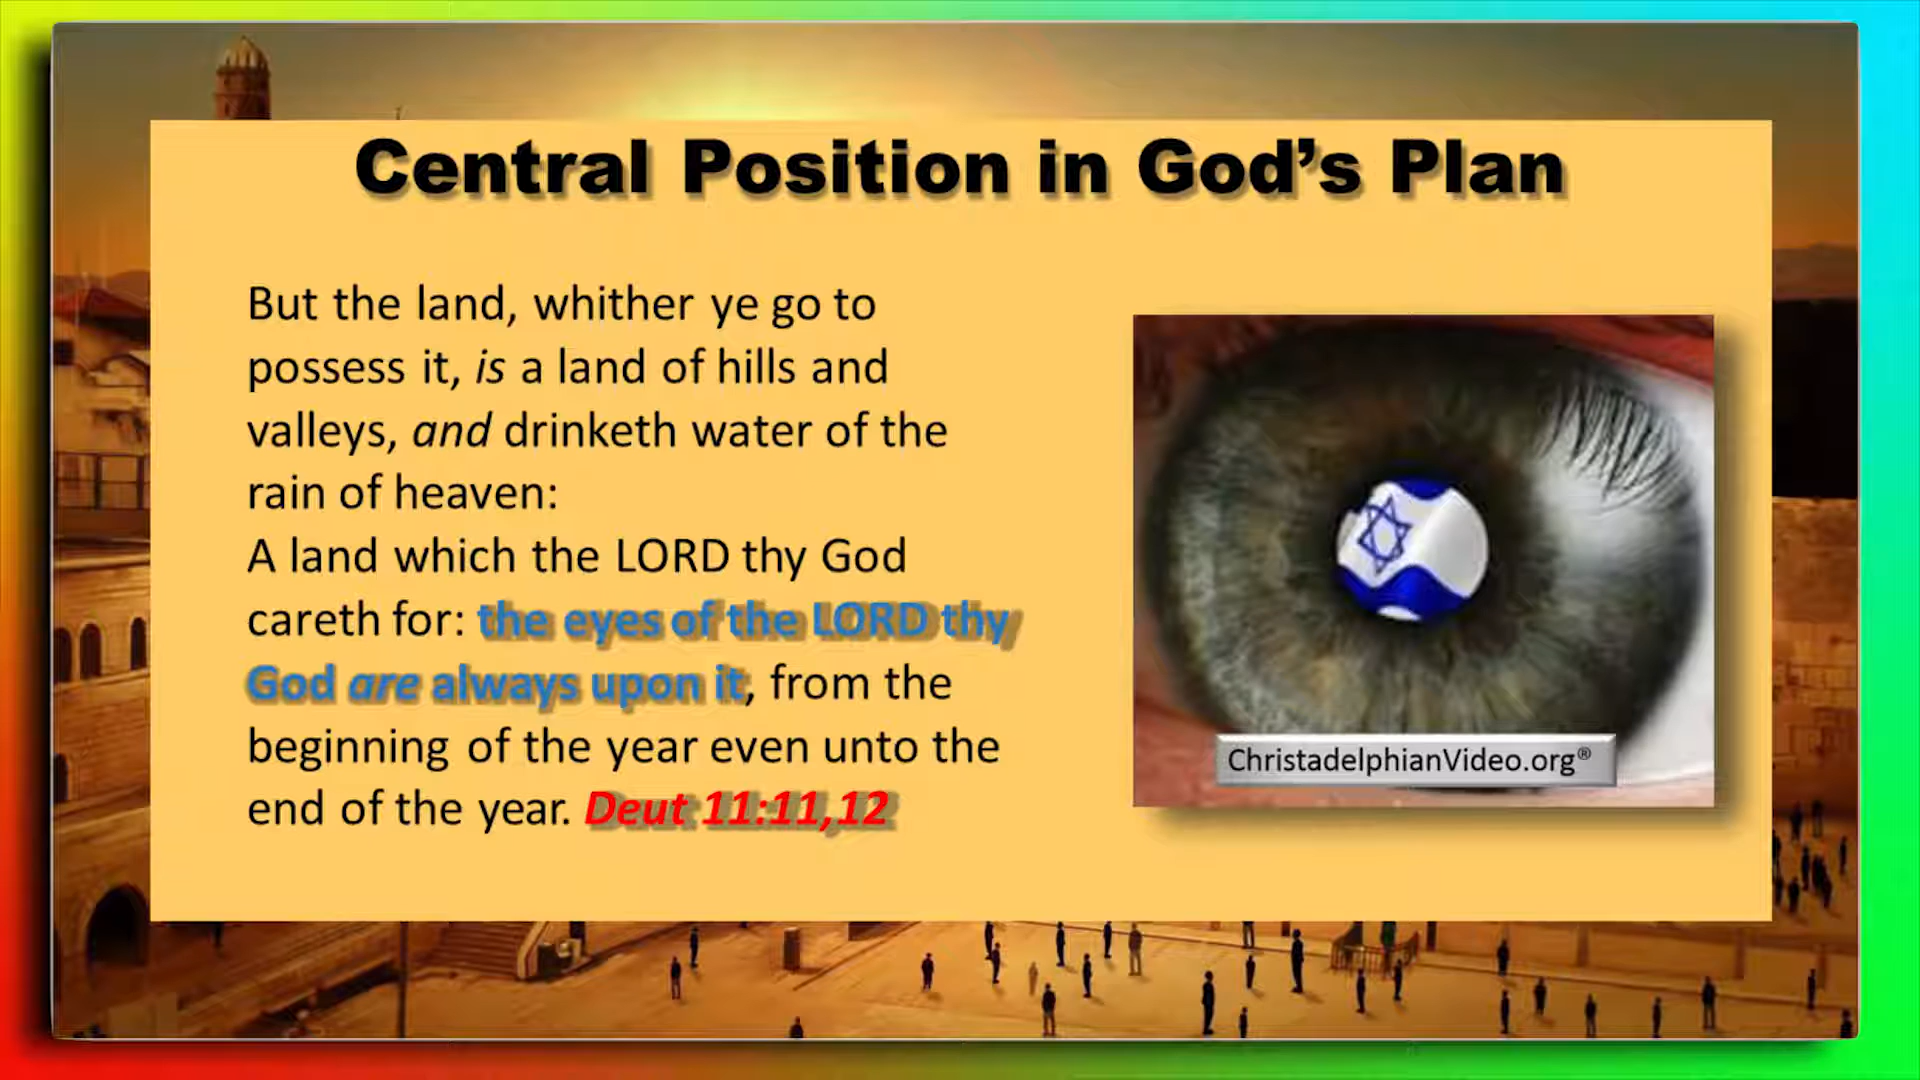 Central Position in God’s Plan
But the land, whither ye go to
possess it, is a land of hills and
valleys, and drinketh water of the
rain of heaven:
A land which the LORD thy God
careth for: the eyes of the LORD thy
God are always upon it, from the
beginning of the year even unto the
end of the year. Deut 11:11,12
ChristadelphianVideo.org®